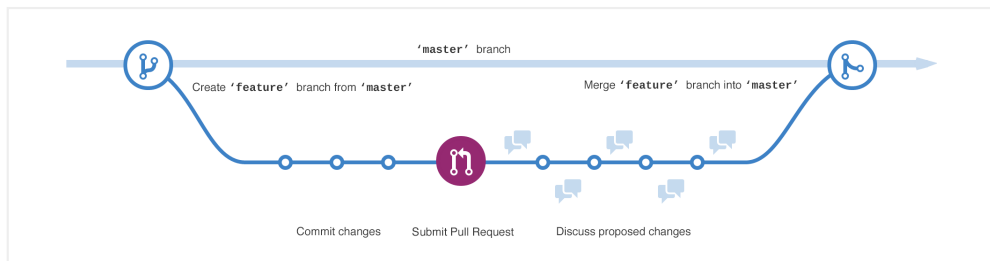 ‘master’ branch
Create ‘feature’ branch from ‘master’
Merge ‘feature’ branch into ‘master’
Commit changes
Submit Pull Request
Discuss proposed changes